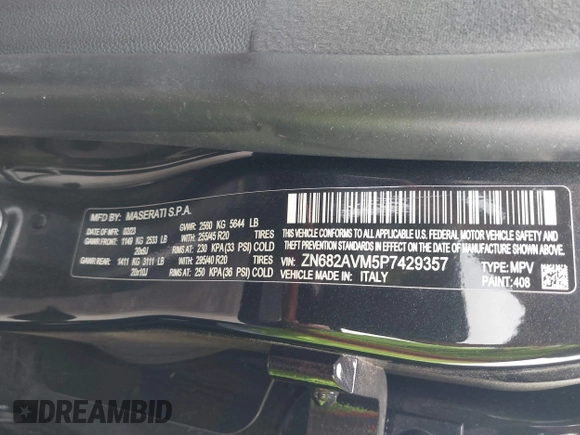 MFD BY: MASERATI S.P.A.
DATE OF MFR: 02/23 GVWR: 2560 KG 5644 LB
GAWR FRONT: 1149 KG 2533 LB WITH: 255/45 R20 TIRES
20x9J RIMS AT: 230 KPA(33 PSI) COLD
GAWR REAR: 1411 KG 3111 LB WITH: 295/40 R20 TIRES
20x10J RIMS AT: 250 KPA(36 PSI) COLD
THIS VEHICLE CONFORMS TO ALL APPLICABLE U.S. FEDERAL MOTOR VEHICLE SAFETY AND
THEFT PREVENTION STANDARDS IN EFFECT ON THE DATE OF MANUFACTURE SHOWN ABOVE.
VIN: ZN682AVM5P7429357 TYPE: MPV
VEHICLE MADE IN: ITALY PAINT: 408
DREAMBID